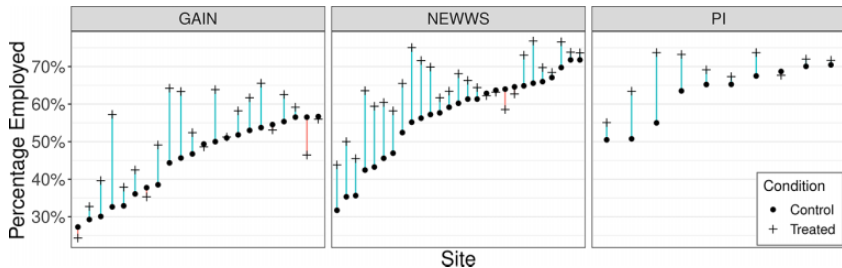 GAIN
NEWWS
PI
Percentage Employed
70%
60%
50%
40%
30%
Site
Condition
Control
Treated